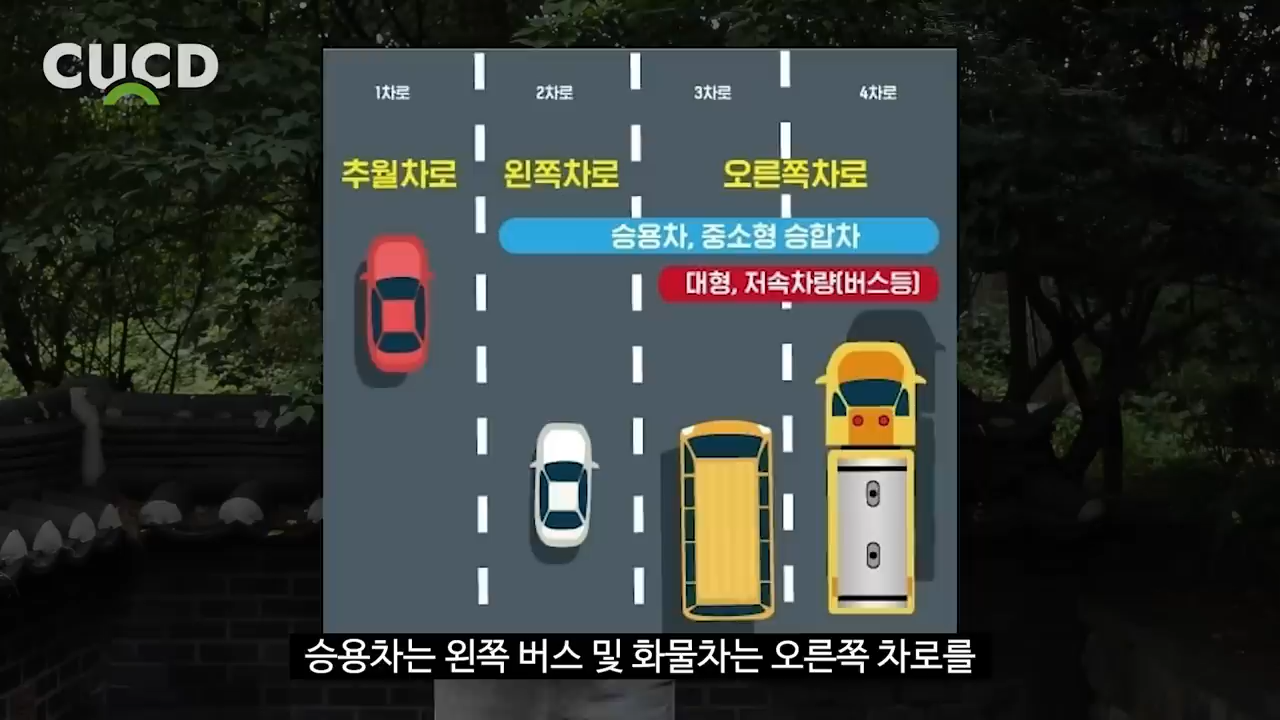 CUCD
1차로 2차로 3차로 4차로
추월차로 왼쪽차로 오른쪽차로
승용차, 중소형 승합차
대형, 저속차량(버스등)
승용차는 왼쪽 버스 및 화물차는 오른쪽 차로를